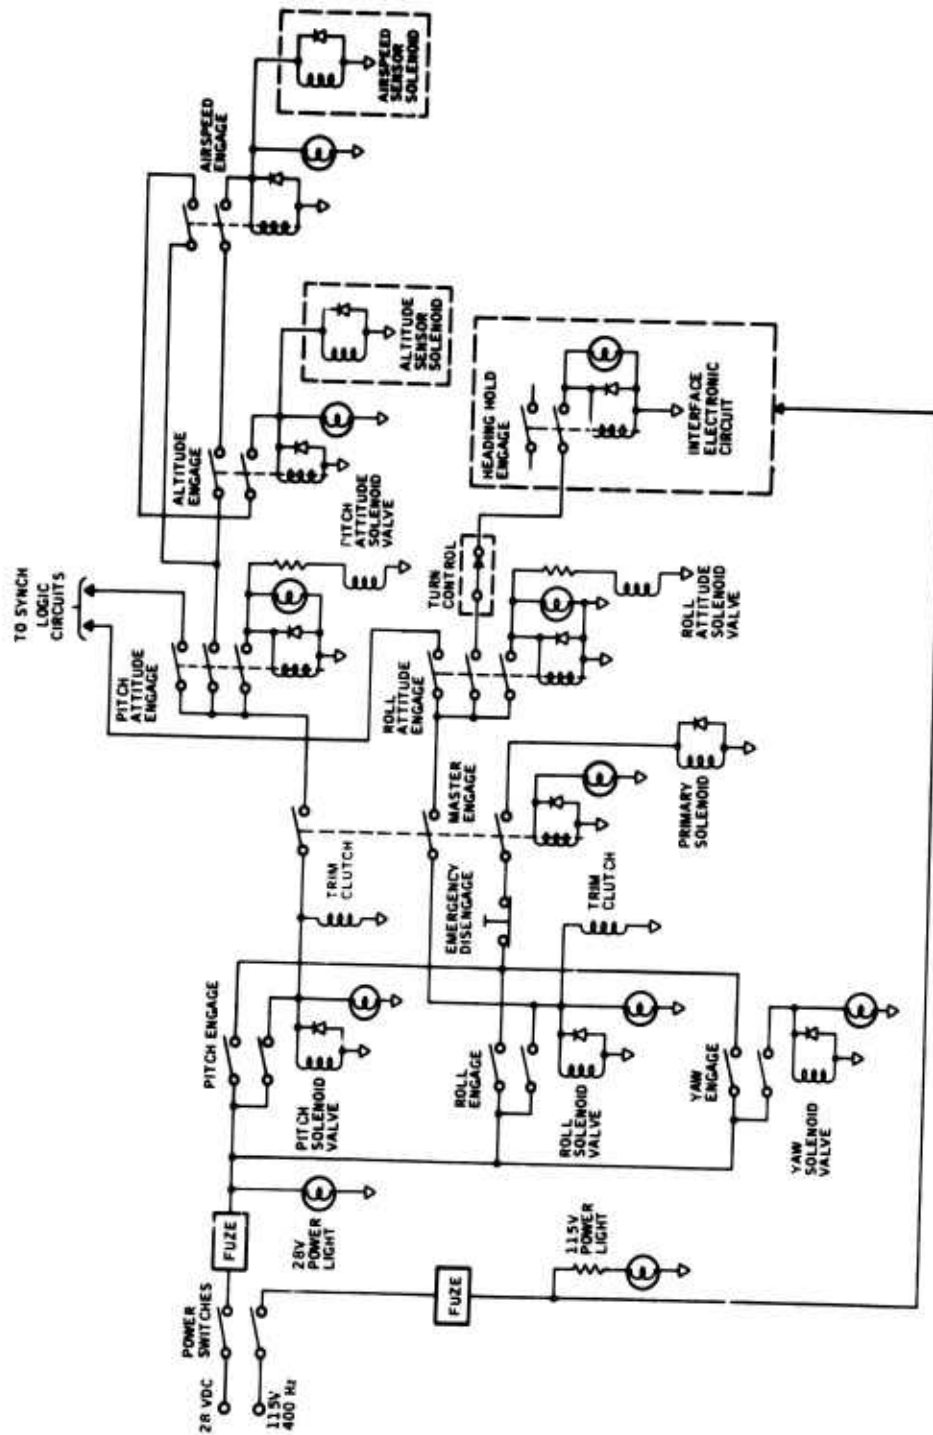 28 VDC
115V
400 Hz
POWER
SWITCHES
FUZE
28V
POWER
LIGHT
FUZE
115V
POWER
LIGHT
PITCH ENGAGE
PITCH
SOLENOID
VALVE
ROLL
ENGAGE
ROLL
SOLENOID
VALVE
YAW
ENGAGE
YAW
SOLENOID
VALVE
TRIM
CLUTCH
EMERGENCY
DISENGAGE
TRIM
CLUTCH
MASTER
ENGAGE
PRIMARY
SOLENOID
TO SYNCH
LOGIC
CIRCUITS
PITCH ATTITUDE
ENGAGE
PITCH
ATTITUDE
SOLENOID
VALVE
ROLL
ATTITUDE
ENGAGE
TURN
CONTROL
ROLL ATTITUDE
SOLENOID
VALVE
ALTITUDE
ENGAGE
ALTITUDE
SENSOR
SOLENOID
HEADING HOLD
ENGAGE
INTERFACE
ELECTRONIC
CIRCUIT
AIRSPEED
ENGAGE
AIRSPEED
SENSOR
SOLENOID